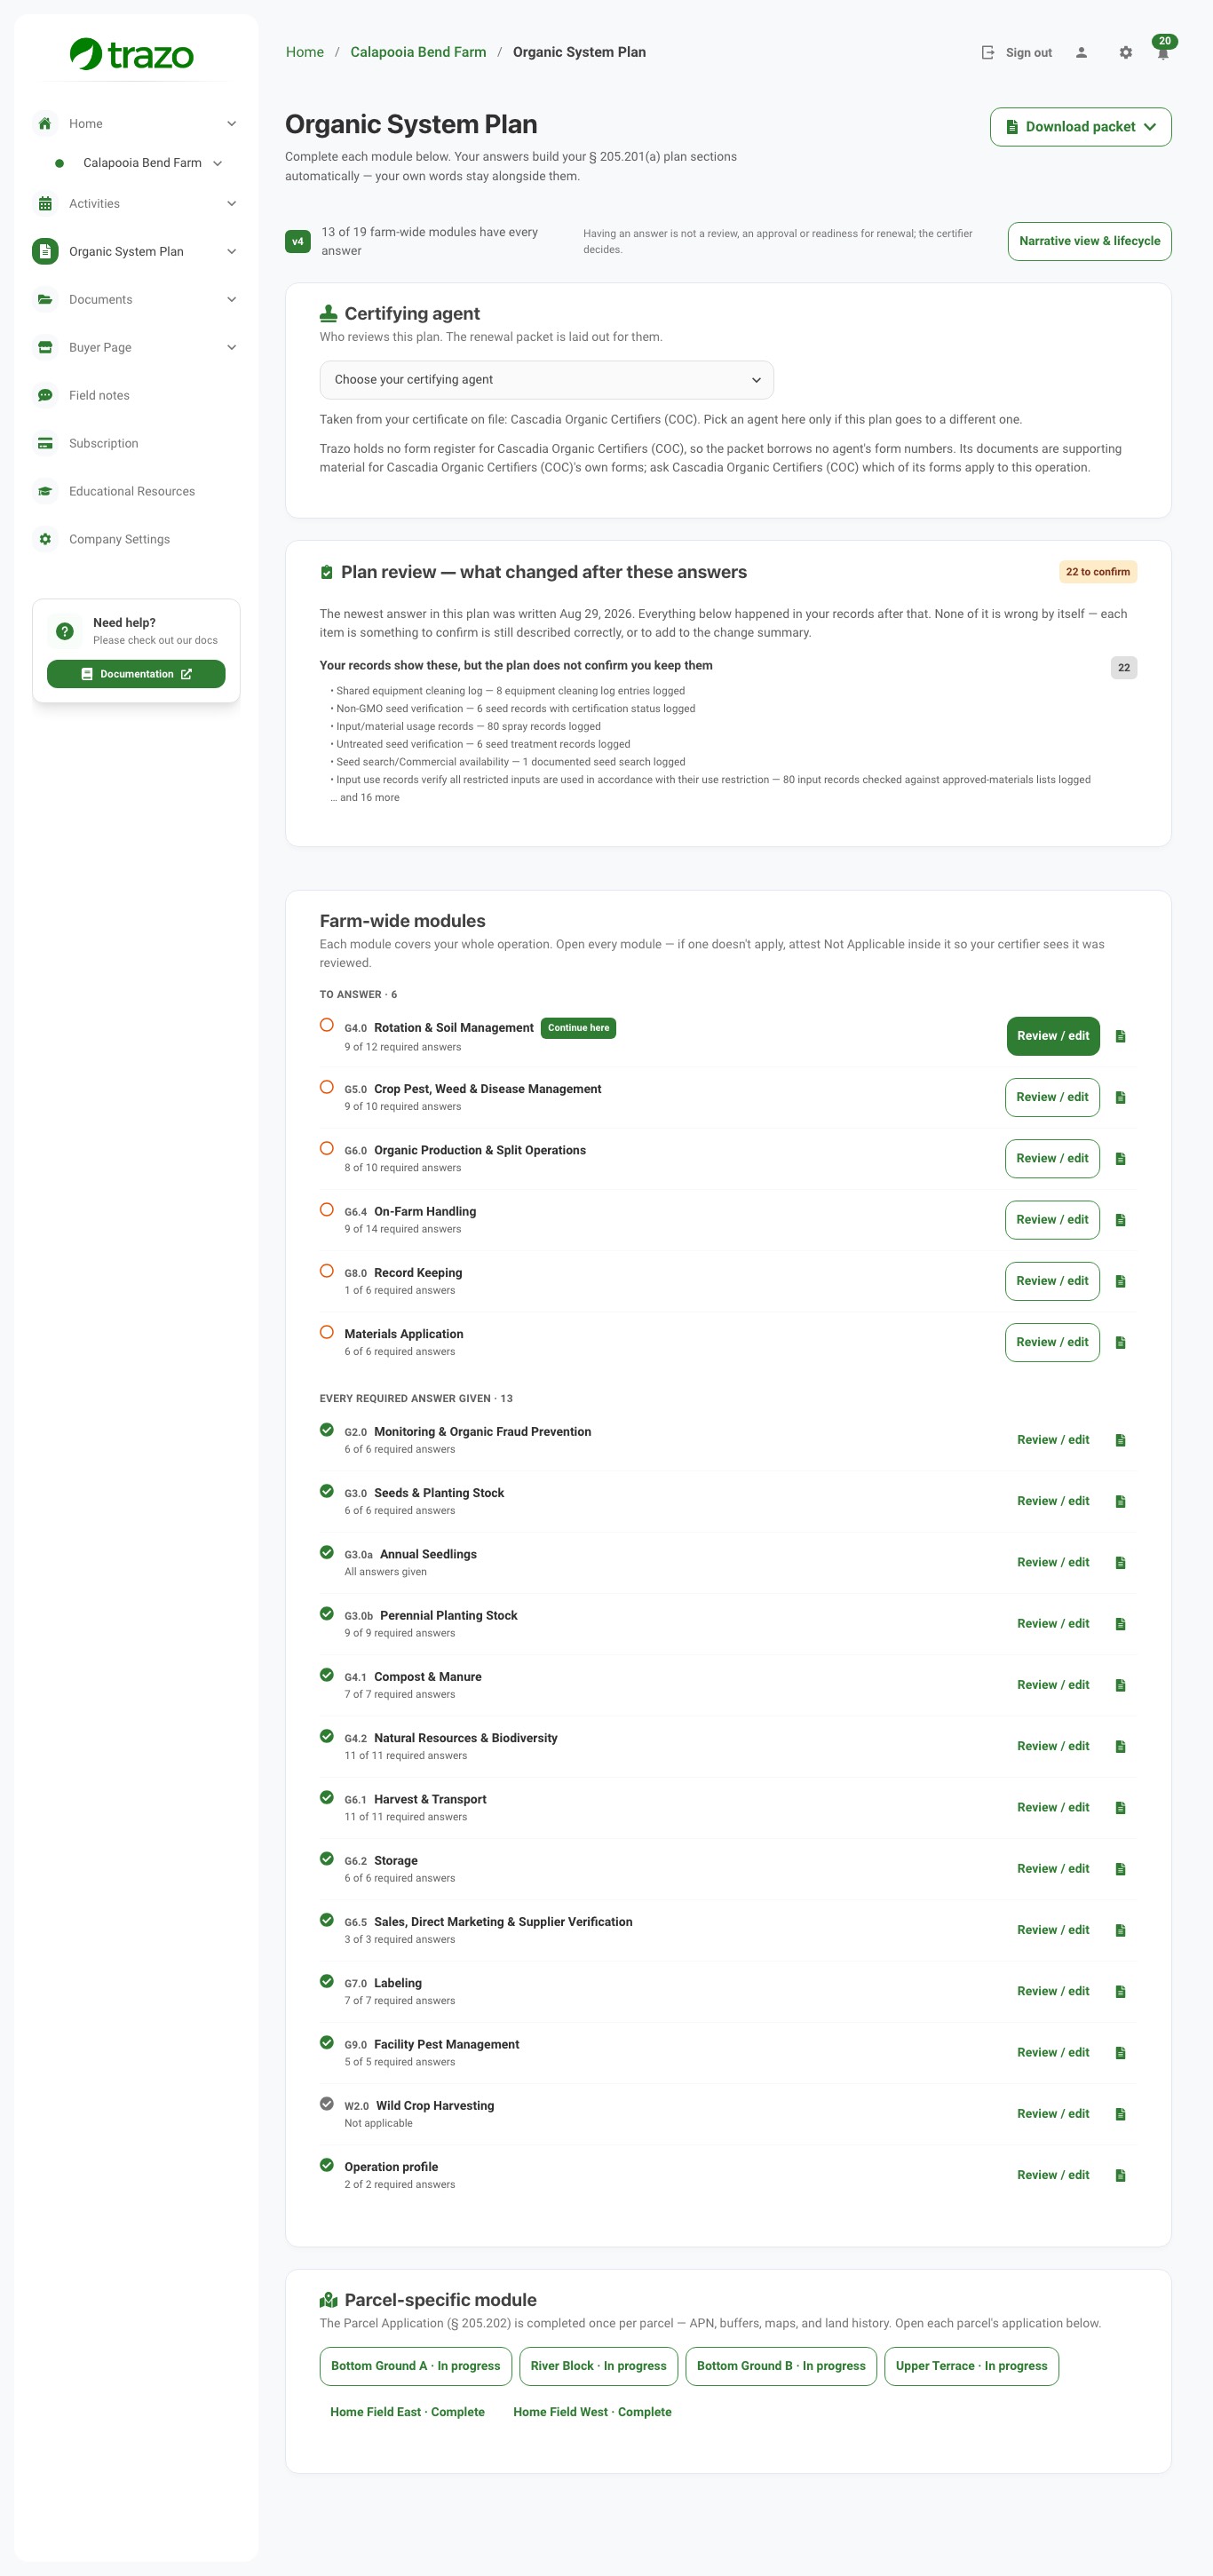 trazo
Home
Calapooia Bend Farm
Activities
Organic System Plan
Documents
Buyer Page
Field notes
Subscription
Educational Resources
Company Settings
Need help?
Please check out our docs
Documentation
Home / Calapooia Bend Farm / Organic System Plan
Sign out
20
Organic System Plan
Download packet
Complete each module below. Your answers build your § 205.201(a) plan sections
automatically — your own words stay alongside them.
v4
13 of 19 farm-wide modules have every
answer
Having an answer is not a review, an approval or readiness for renewal; the certifier
decides.
Narrative view & lifecycle
Certifying agent
Who reviews this plan. The renewal packet is laid out for them.
Choose your certifying agent
Taken from your certificate on file: Cascadia Organic Certifiers (COC). Pick an agent here only if this plan goes to a different one.
Trazo holds no form register for Cascadia Organic Certifiers (COC), so the packet borrows no agent's form numbers. Its documents are supporting
material for Cascadia Organic Certifiers (COC)'s own forms; ask Cascadia Organic Certifiers (COC) which of its forms apply to this operation.
Plan review — what changed after these answers
22 to confirm
The newest answer in this plan was written Aug 29, 2026. Everything below happened in your records after that. None of it is wrong by itself — each
item is something to confirm is still described correctly, or to add to the change summary.
Your records show these, but the plan does not confirm you keep them
22
• Shared equipment cleaning log — 8 equipment cleaning log entries logged
• Non-GMO seed verification — 6 seed records with certification status logged
• Input/material usage records — 80 spray records logged
• Untreated seed verification — 6 seed treatment records logged
• Seed search/Commercial availability — 1 documented seed search logged
• Input use records verify all restricted inputs are used in accordance with their use restriction — 80 input records checked against approved-materials lists logged
… and 16 more
Farm-wide modules
Each module covers your whole operation. Open every module — if one doesn't apply, attest Not Applicable inside it so your certifier sees it was
reviewed.
TO ANSWER · 6
G4.0 Rotation & Soil Management Continue here
9 of 12 required answers
Review / edit
G5.0 Crop Pest, Weed & Disease Management
9 of 10 required answers
Review / edit
G6.0 Organic Production & Split Operations
8 of 10 required answers
Review / edit
G6.4 On-Farm Handling
9 of 14 required answers
Review / edit
G8.0 Record Keeping
1 of 6 required answers
Review / edit
Materials Application
6 of 6 required answers
Review / edit
EVERY REQUIRED ANSWER GIVEN · 13
G2.0 Monitoring & Organic Fraud Prevention
6 of 6 required answers
Review / edit
G3.0 Seeds & Planting Stock
6 of 6 required answers
Review / edit
G3.0a Annual Seedlings
All answers given
Review / edit
G3.0b Perennial Planting Stock
9 of 9 required answers
Review / edit
G4.1 Compost & Manure
7 of 7 required answers
Review / edit
G4.2 Natural Resources & Biodiversity
11 of 11 required answers
Review / edit
G6.1 Harvest & Transport
11 of 11 required answers
Review / edit
G6.2 Storage
6 of 6 required answers
Review / edit
G6.5 Sales, Direct Marketing & Supplier Verification
3 of 3 required answers
Review / edit
G7.0 Labeling
7 of 7 required answers
Review / edit
G9.0 Facility Pest Management
5 of 5 required answers
Review / edit
W2.0 Wild Crop Harvesting
Not applicable
Review / edit
Operation profile
2 of 2 required answers
Review / edit
Parcel-specific module
The Parcel Application (§ 205.202) is completed once per parcel — APN, buffers, maps, and land history. Open each parcel's application below.
Bottom Ground A · In progress
River Block · In progress
Bottom Ground B · In progress
Upper Terrace · In progress
Home Field East · Complete
Home Field West · Complete